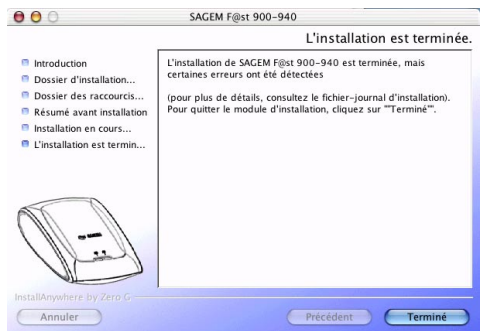 SAGEM F@st 900-940
L'installation est terminée.
Introduction
Dossier d'installation...
Dossier des raccourcis...
Résumé avant installation
Installation en cours...
L'installation est termin...
L'installation de SAGEM F@st 900-940 est terminée, mais
certaines erreurs ont été détectées
(pour plus de détails, consultez le fichier-journal d'installation).
Pour quitter le module d'installation, cliquez sur ""Terminé"".
InstallAnywhere by Zero G
Annuler
Précédent
Terminé